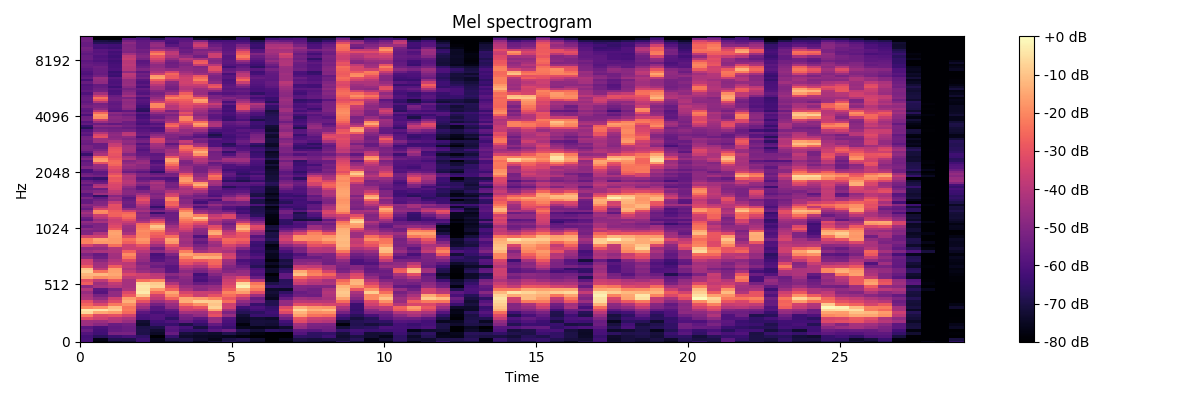 Mel spectrogram
+0 dB
8192
-10 dB
4096
-20 dB
-30 dB
Hz
2048
-40 dB
1024
-50 dB
512
-60 dB
-70 dB
0
-80 dB
0 5 10 15 20 25
Time